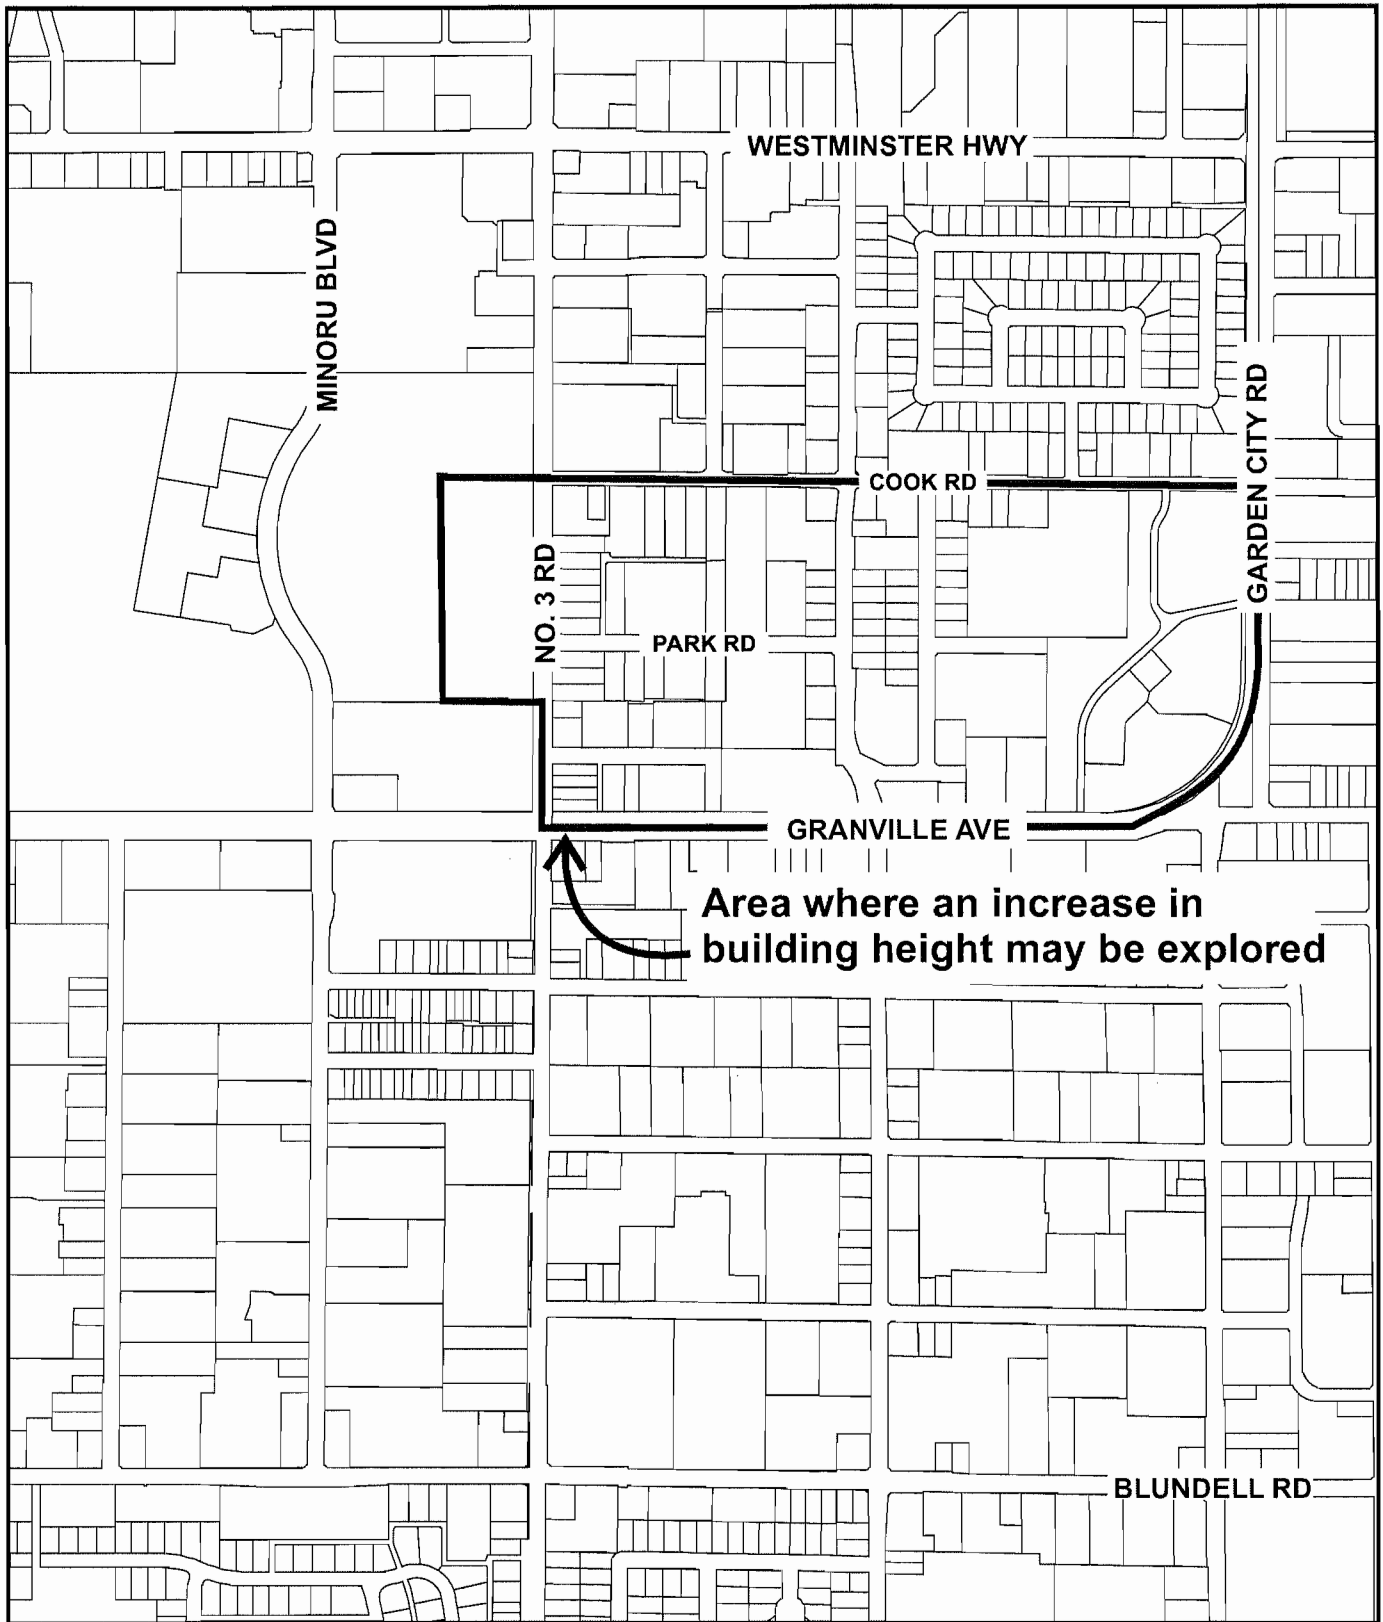 WESTMINSTER HWY
MINORU BLVD
GARDEN CITY RD
COOK RD
NO. 3 RD
PARK RD
GRANVILLE AVE
Area where an increase in
building height may be explored
BLUNDELL RD